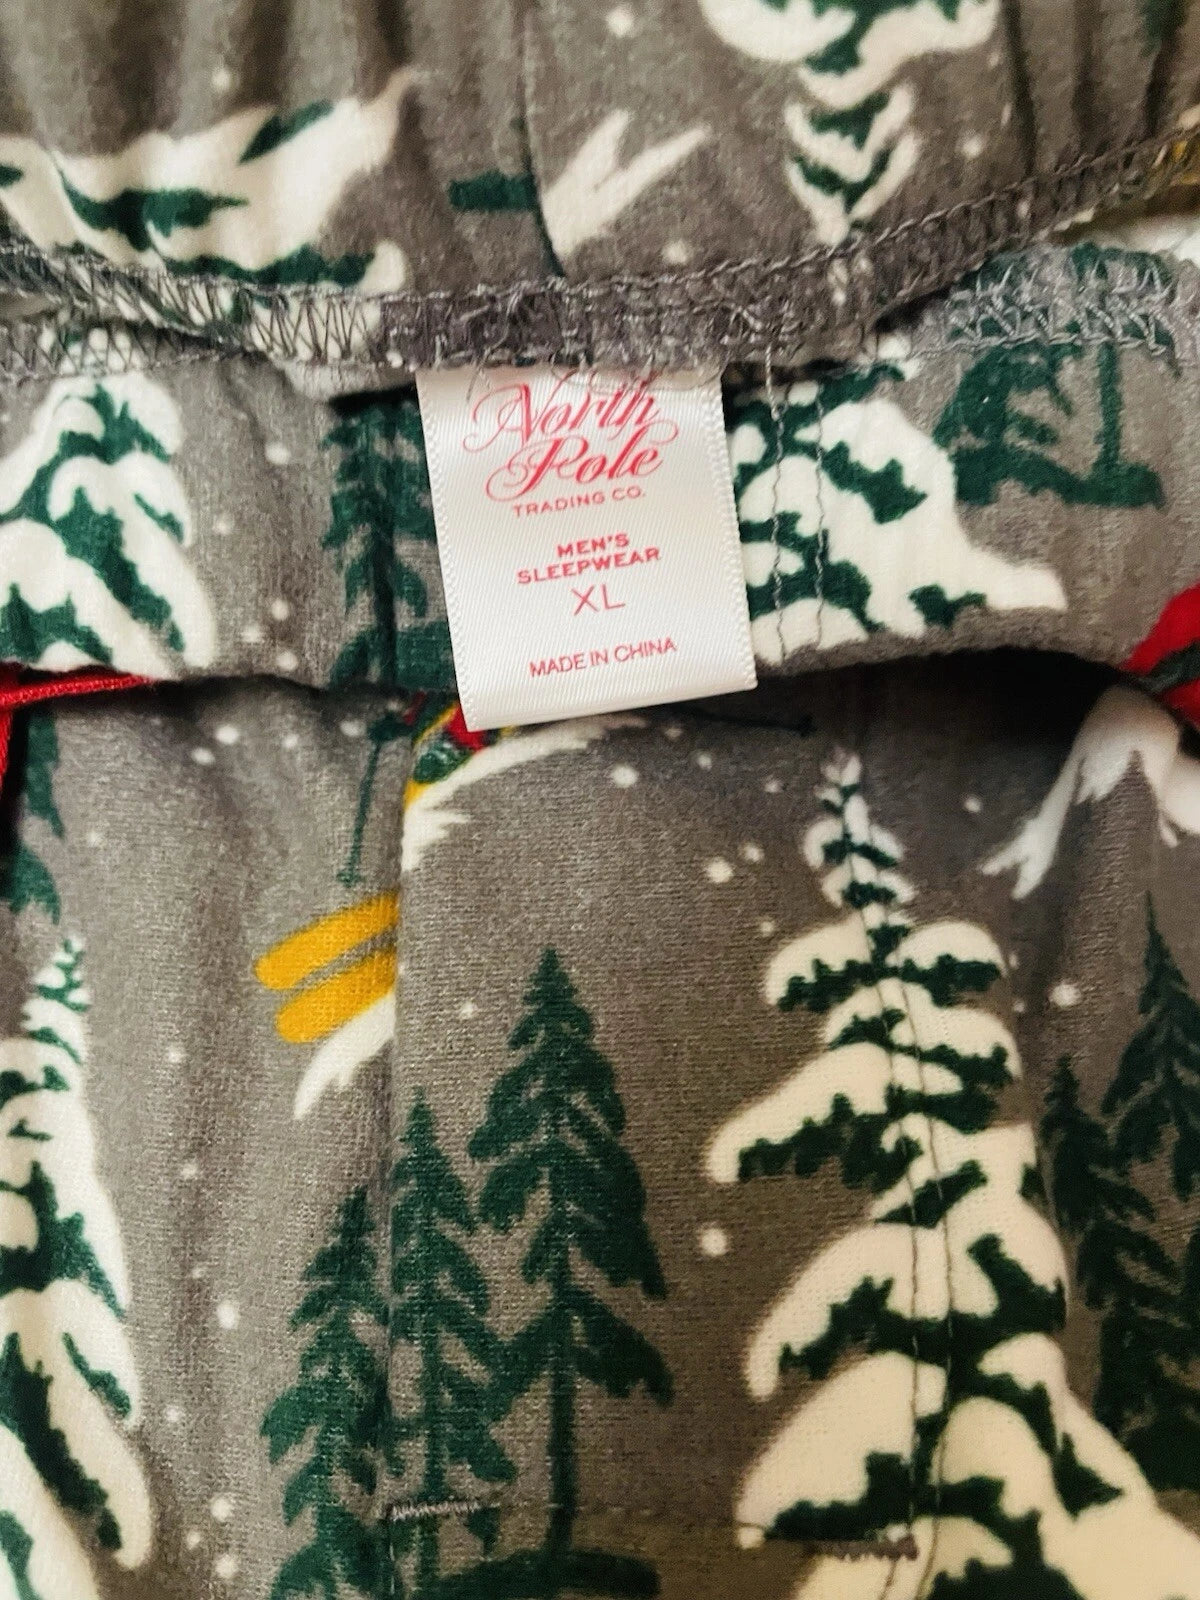 North
Pole
TRADING CO.
MEN'S
SLEEPWEAR
XL
MADE IN CHINA